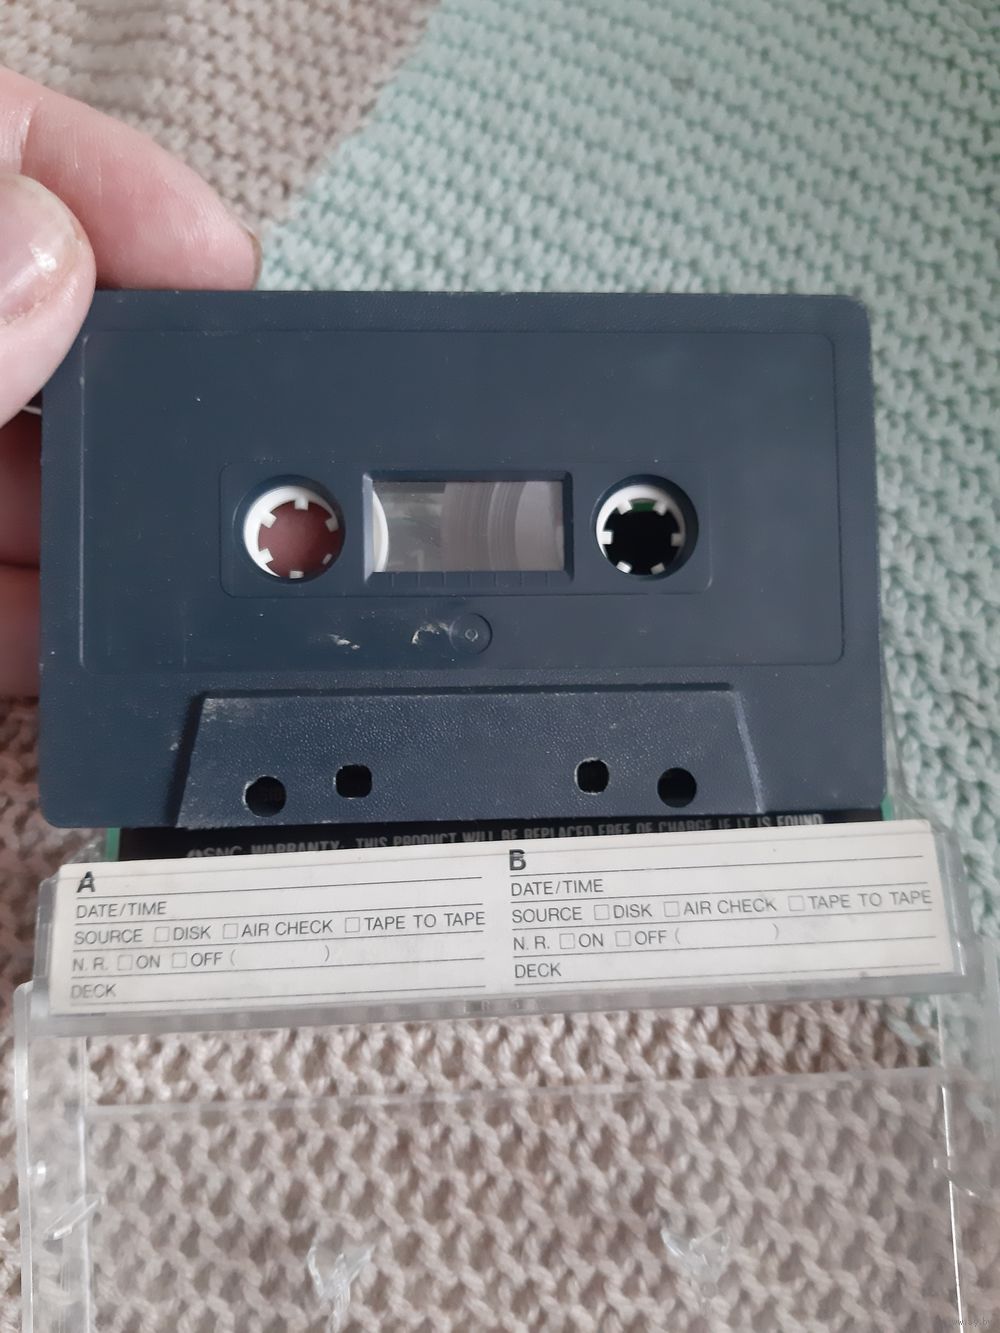 SNC WARRANTY: THIS PRODUCT WILL BE REPLACED FREE OF CHARGE IF IT IS FOUND
A
DATE/TIME
SOURCE □DISK □AIR CHECK □TAPE TO TAPE
N. R. □ON □OFF ( )
DECK
B
DATE/TIME
SOURCE □DISK □AIR CHECK □TAPE TO TAPE
N. R. □ON □OFF ( )
DECK